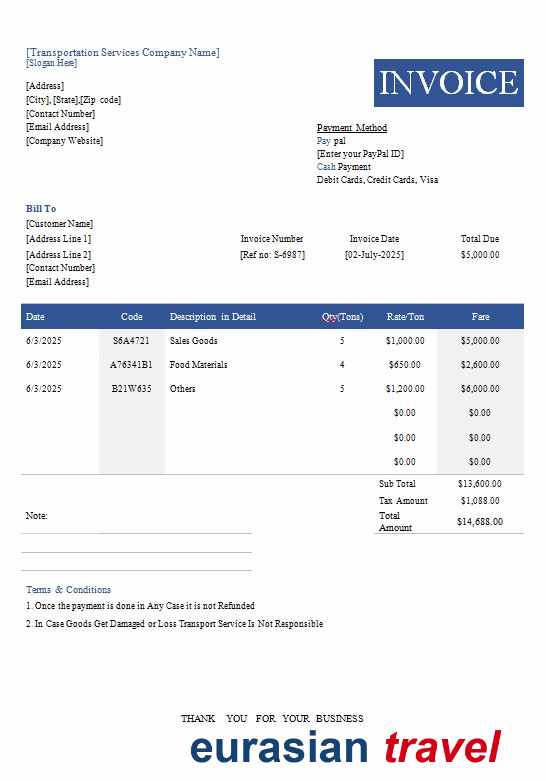 [Transportation Services Company Name]
[Slogan Here]
INVOICE
[Address]
[City], [State],[Zip code]
[Contact Number]
[Email Address]
[Company Website]
Payment Method
Pay pal
[Enter your PayPal ID]
Cash Payment
Debit Cards, Credit Cards, Visa
Bill To
[Customer Name]
[Address Line 1] Invoice Number Invoice Date Total Due
[Address Line 2] [Ref no: S-6987] [02-July-2025] $5,000.00
[Contact Number]
[Email Address]
Date Code Description in Detail Qty(Tons) Rate/Ton Fare
6/3/2025 S6A4721 Sales Goods 5 $1,000.00 $5,000.00
6/3/2025 A76341B1 Food Materials 4 $650.00 $2,600.00
6/3/2025 B21W635 Others 5 $1,200.00 $6,000.00
$0.00 $0.00
$0.00 $0.00
$0.00 $0.00
Sub Total $13,600.00
Tax Amount $1,088.00
Note: Total Amount $14,688.00
Terms & Conditions
1. Once the payment is done in Any Case it is not Refunded
2. In Case Goods Get Damaged or Loss Transport Service Is Not Responsible
THANK YOU FOR YOUR BUSINESS
eurasian travel